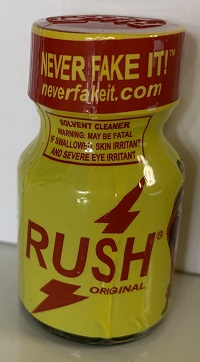 NEVER FAKE IT!™
neverfakeit.com
SOLVENT CLEANER
WARNING: MAY BE FATAL
IF SWALLOWED, SKIN IRRITANT
AND SEVERE EYE IRRITANT
RUSH®
ORIGINAL